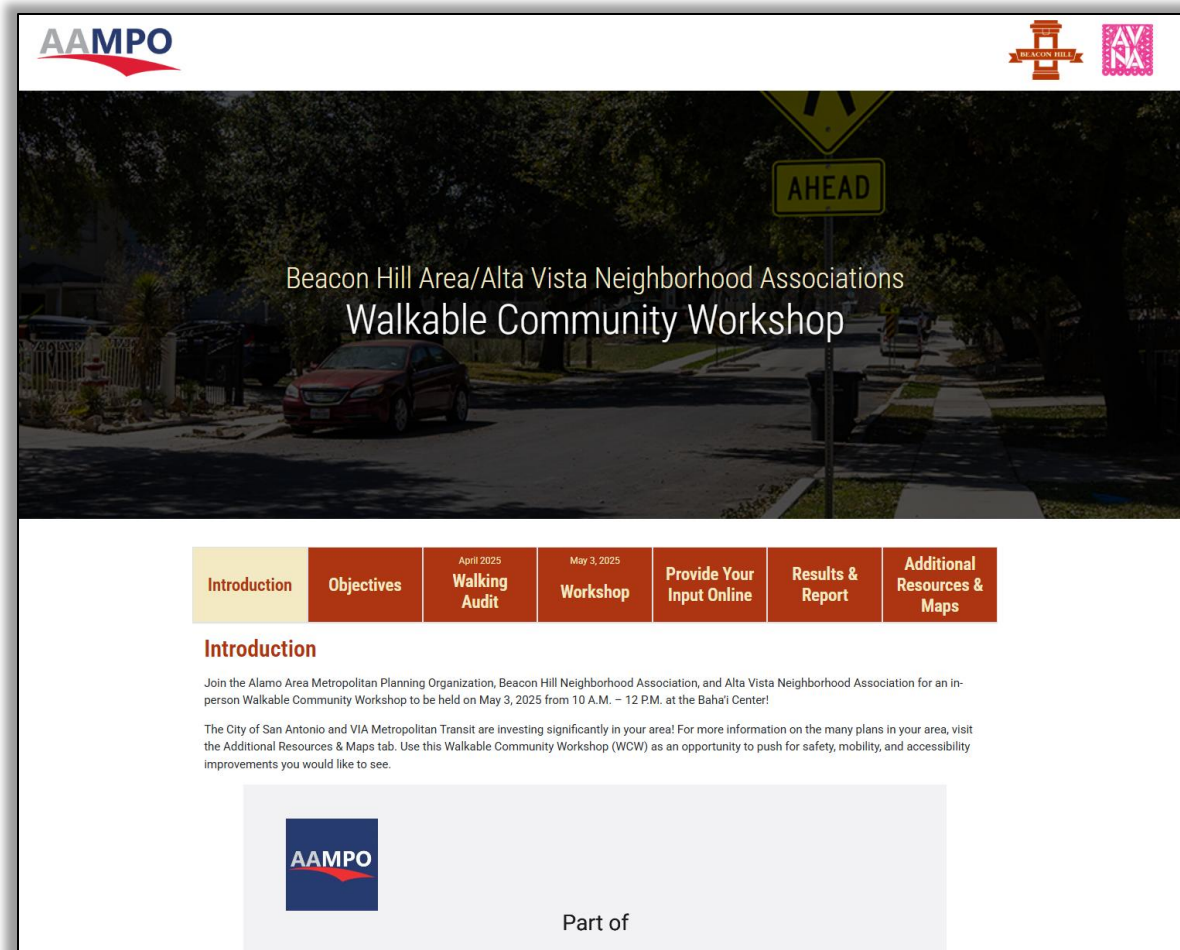 AAMPO
BEACON HILL
AV
NA
AHEAD
Beacon Hill Area/Alta Vista Neighborhood Associations
Walkable Community Workshop
Introduction
Objectives
April 2025
Walking
Audit
May 3, 2025
Workshop
Provide Your
Input Online
Results &
Report
Additional
Resources &
Maps
Introduction
Join the Alamo Area Metropolitan Planning Organization, Beacon Hill Neighborhood Association, and Alta Vista Neighborhood Association for an in-
person Walkable Community Workshop to be held on May 3, 2025 from 10 A.M. – 12 P.M. at the Baha'i Center!
The City of San Antonio and VIA Metropolitan Transit are investing significantly in your area! For more information on the many plans in your area, visit
the Additional Resources & Maps tab. Use this Walkable Community Workshop (WCW) as an opportunity to push for safety, mobility, and accessibility
improvements you would like to see.
AAMPO
Part of